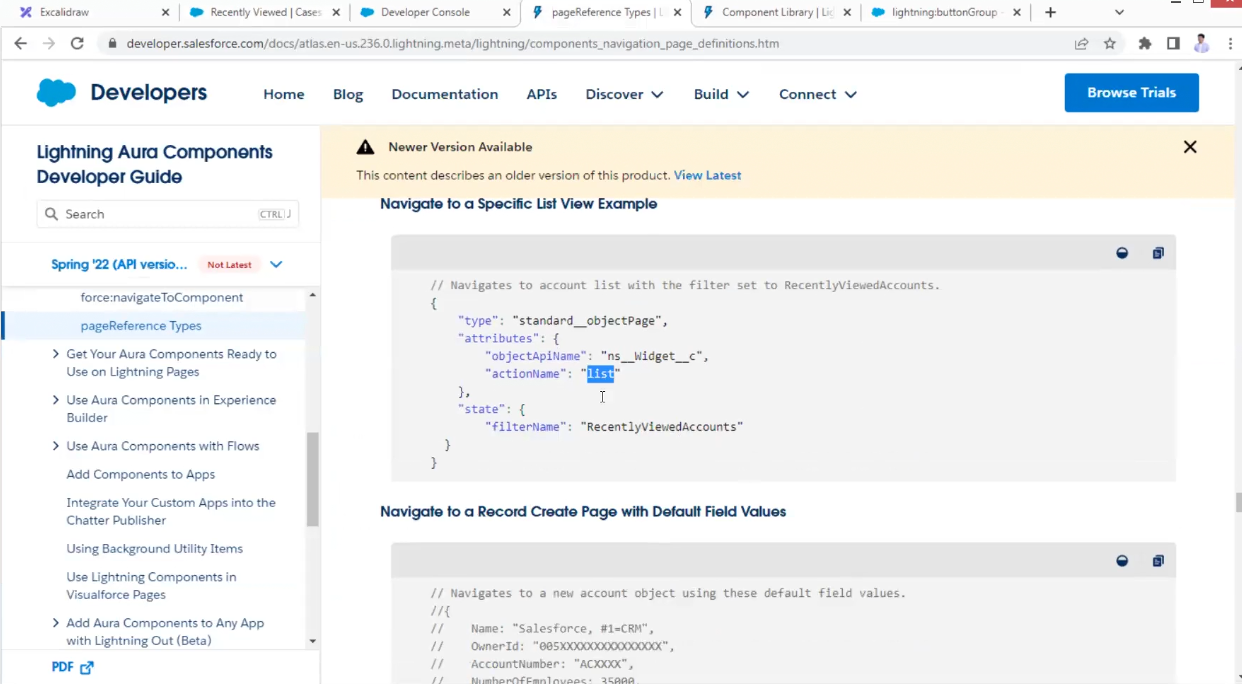 Excalidraw
Recently Viewed | Cases
Developer Console
pageReference Types | L
Component Library | Lig
lightning:buttonGroup -
developer.salesforce.com/docs/atlas.en-us.236.0.lightning.meta/lightning/components_navigation_page_definitions.htm
Developers
Home
Blog
Documentation
APIs
Discover
Build
Connect
Browse Trials
Lightning Aura Components
Developer Guide
Search
CTRL J
Spring '22 (API versio...
Not Latest
force:navigateToComponent
pageReference Types
Get Your Aura Components Ready to
Use on Lightning Pages
Use Aura Components in Experience
Builder
Use Aura Components with Flows
Add Components to Apps
Integrate Your Custom Apps into the
Chatter Publisher
Using Background Utility Items
Use Lightning Components in
Visualforce Pages
Add Aura Components to Any App
with Lightning Out (Beta)
PDF
Newer Version Available
This content describes an older version of this product. View Latest
Navigate to a Specific List View Example
// Navigates to account list with the filter set to RecentlyViewedAccounts.
{
"type": "standard__objectPage",
"attributes": {
"objectApiName": "ns__Widget__c",
"actionName": "list"
},
"state": {
"filterName": "RecentlyViewedAccounts"
}
}
Navigate to a Record Create Page with Default Field Values
// Navigates to a new account object using these default field values.
//{
// Name: "Salesforce, #1=CRM",
// OwnerId: "005XXXXXXXXXXXXXXX",
// AccountNumber: "ACXXXX",
// NumberOfEmployees: 35000,